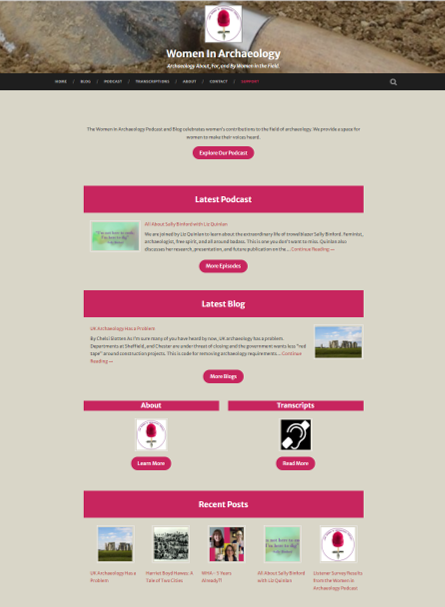 Women In Archaeology
Archaeology About, For, and By Women in the Field.
HOME / BLOG / PODCAST / TRANSCRIPTIONS / ABOUT / CONTACT / SUPPORT
The Women in Archaeology Podcast and Blog celebrates women's contributions to the field of archaeology. We provide a space for
women to make their voices heard.
Explore Our Podcast
Latest Podcast
All About Sally Binford with Liz Quinlan
We are joined by Liz Quinlan to learn about the extraordinary life of trowelblazer Sally Binford. Feminist,
archaeologist, free spirit, and all around badass. This is one you don't want to miss. Quinlan also
discusses her research, presentation, and future publication on the ... Continue Reading →
More Episodes
Latest Blog
UK Archaeology Has a Problem
By Chelsi Slotten As I'm sure many of you have heard by now, UK archaeology has a problem.
Departments at Sheffield, and Chester are under threat of closing and the government wants less "red
tape" around construction projects. This is code for removing archaeology requirements ... Continue
Reading →
More Blogs
About
Transcripts
Learn More
Read More
Recent Posts
UK Archaeology Has a
Problem
Harriet Boyd Hawes: A
Tale of Two Cities
WIA - 5 Years
Already?!
All About Sally Binford
with Liz Quinlan
Listener Survey Results
from the Women in
Archaeology Podcast